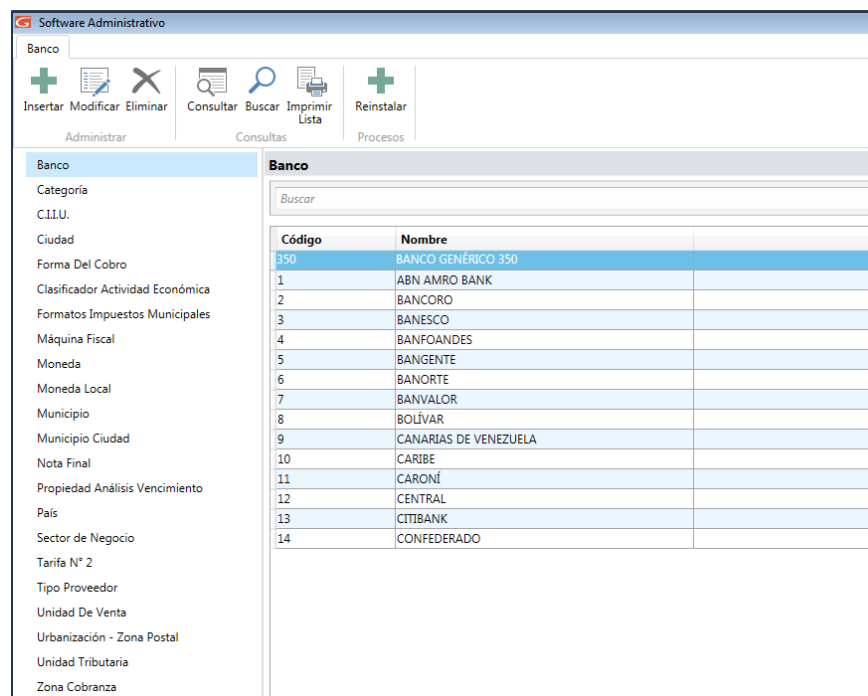 Software Administrativo
Banco
Insertar Modificar Eliminar Consultar Buscar Imprimir Lista Reinstalar
Administrar Consultas Procesos
Banco
Categoría
C.I.I.U.
Ciudad
Forma Del Cobro
Clasificador Actividad Económica
Formatos Impuestos Municipales
Máquina Fiscal
Moneda
Moneda Local
Municipio
Municipio Ciudad
Nota Final
Propiedad Análisis Vencimiento
País
Sector de Negocio
Tarifa N° 2
Tipo Proveedor
Unidad De Venta
Urbanización - Zona Postal
Unidad Tributaria
Zona Cobranza
Banco
Buscar
Código Nombre
350 BANCO GENÉRICO 350
1 ABN AMRO BANK
2 BANCORO
3 BANESCO
4 BANFOANDES
5 BANGENTE
6 BANORTE
7 BANVALOR
8 BOLÍVAR
9 CANARIAS DE VENEZUELA
10 CARIBE
11 CARONÍ
12 CENTRAL
13 CITIBANK
14 CONFEDERADO